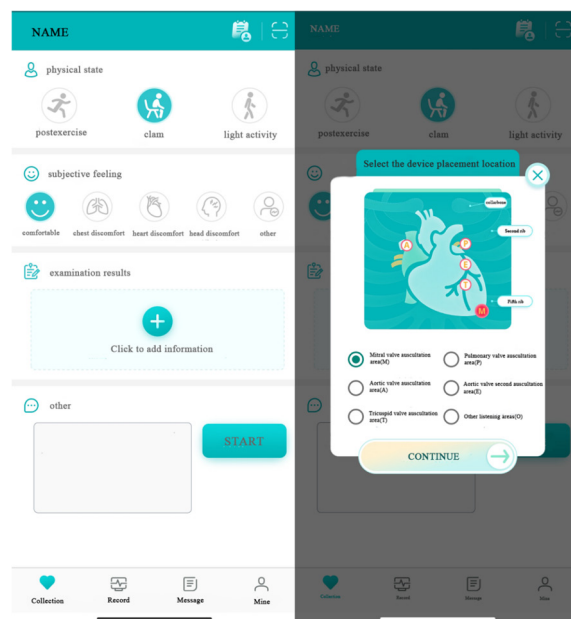 NAME
physical state
postexercise
clam
light activity
subjective feeling
comfortable
chest discomfort
heart discomfort
head discomfort
other
examination results
Click to add information
other
START
Collection
Record
Message
Mine
NAME
physical state
postexercise
clam
light activity
Select the device placement location
collarbone
Second rib
A
P
E
T
Fifth rib
M
Mitral valve auscultation
area(M)
Pulmonary valve auscultation
area(P)
Aortic valve auscultation
area(A)
Aortic valve second auscultation
area(E)
Tricuspid valve auscultation
area(T)
Other listening areas(O)
CONTINUE
Collection
Record
Message
Mine